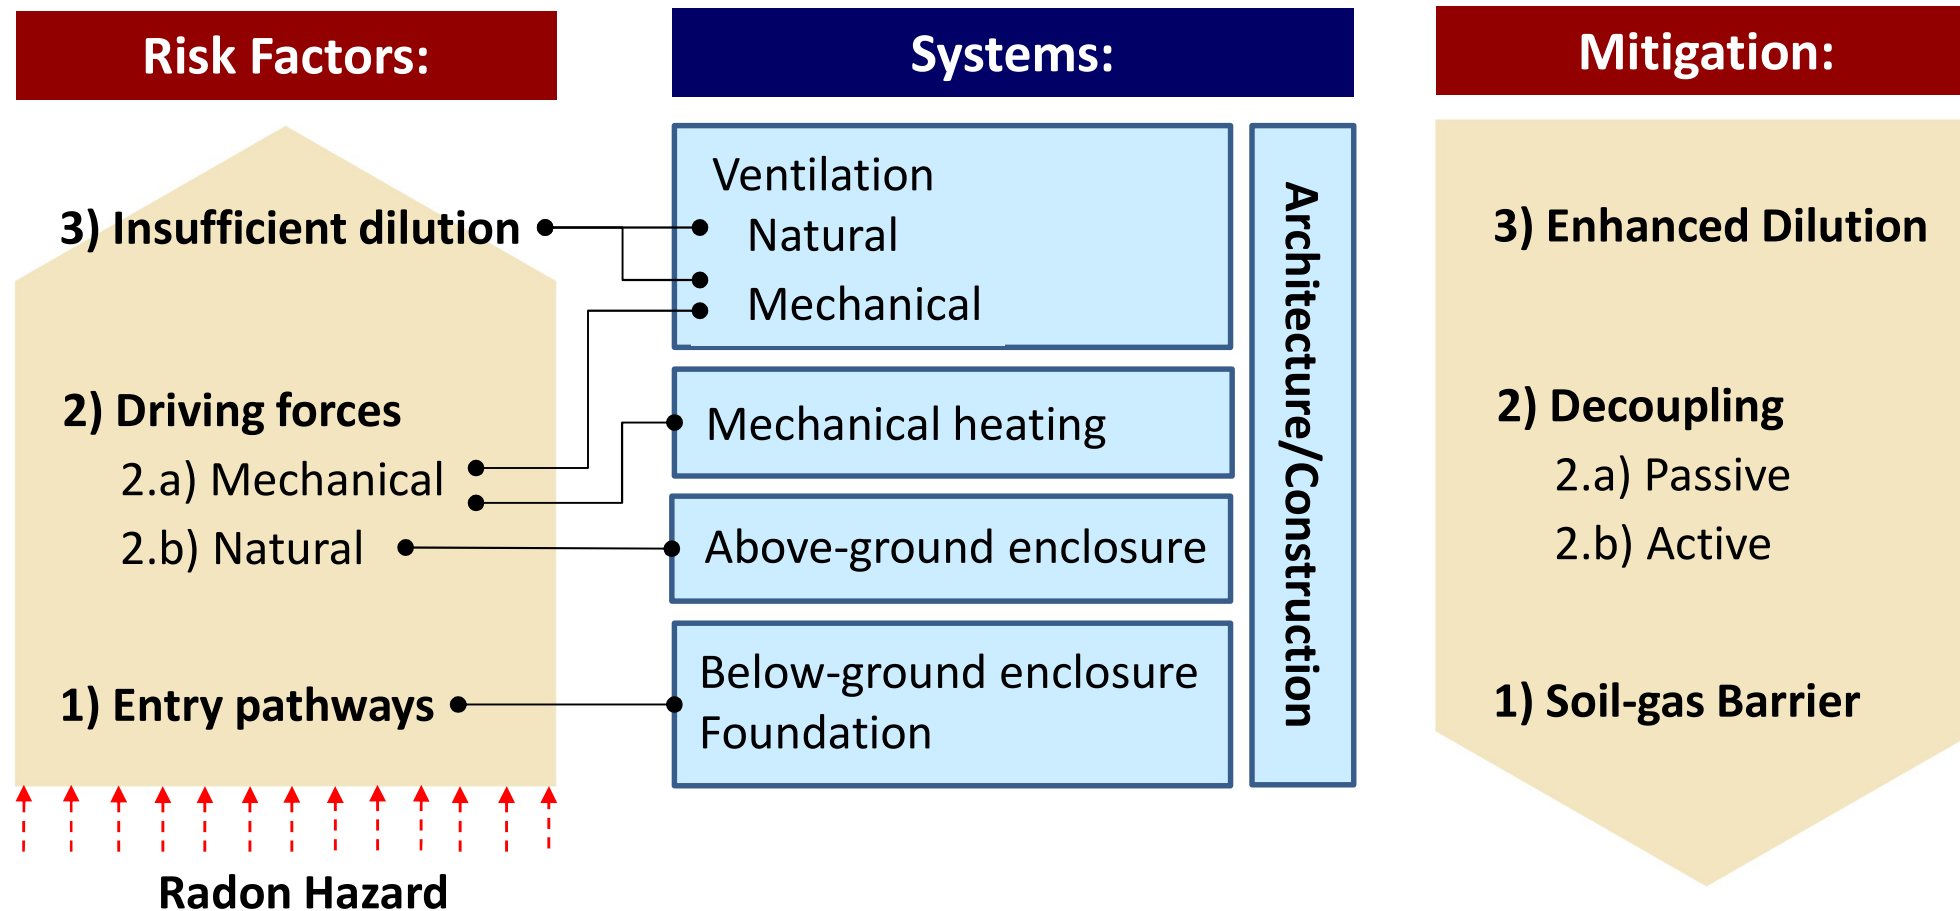 Risk Factors:
3) Insufficient dilution
2) Driving forces
2.a) Mechanical
2.b) Natural
1) Entry pathways
Radon Hazard
Systems:
Ventilation
Natural
Mechanical
Mechanical heating
Above-ground enclosure
Below-ground enclosure
Foundation
Architecture/Construction
Mitigation:
3) Enhanced Dilution
2) Decoupling
2.a) Passive
2.b) Active
1) Soil-gas Barrier